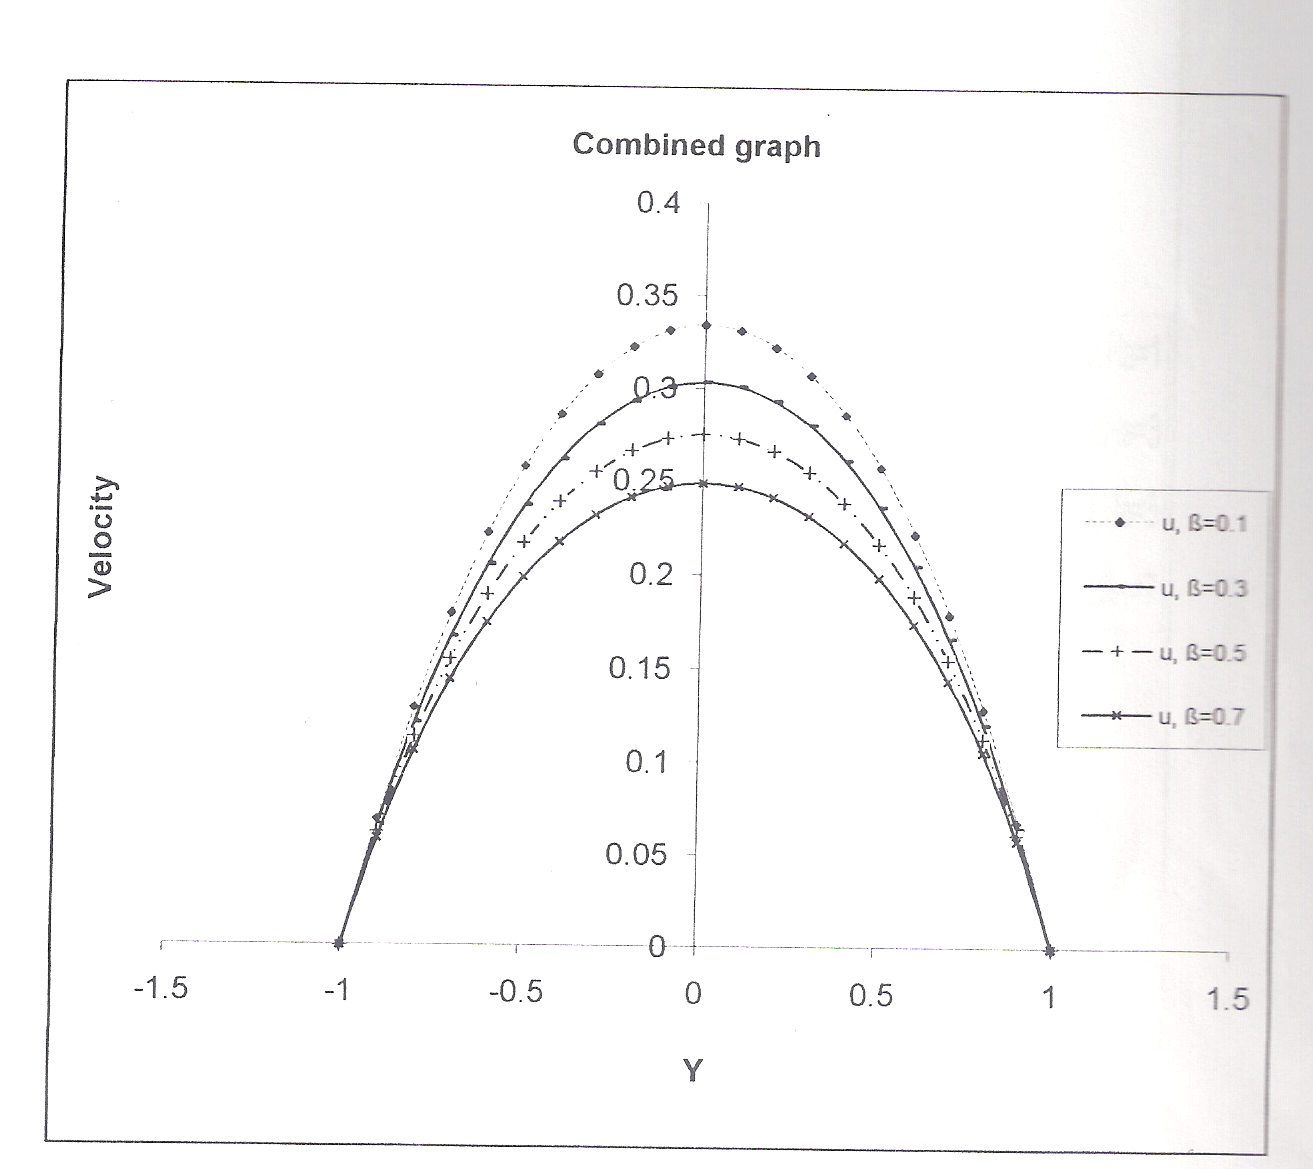 Combined graph
0.4
0.35
0.3
0.25
0.2
0.15
0.1
0.05
0
-1.5 -1 -0.5 0 0.5 1 1.5
Velocity
Y
u, ß=0.1
u, ß=0.3
u, ß=0.5
u, ß=0.7